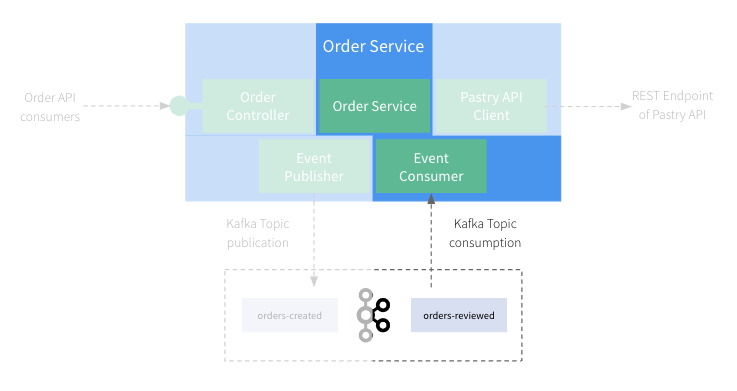 Order Service
Order API
consumers
Order
Controller
Order Service
Pastry API
Client
REST Endpoint
of Pastry API
Event
Publisher
Event
Consumer
Kafka Topic
publication
Kafka Topic
consumption
orders-created
orders-reviewed